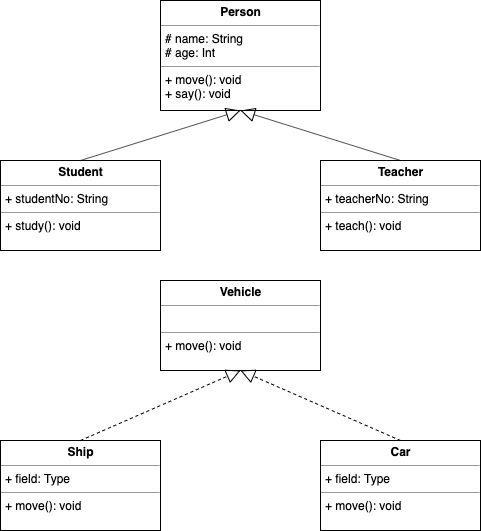 Person
# name: String
# age: Int
+ move(): void
+ say(): void
Student
+ studentNo: String
+ study(): void
Teacher
+ teacherNo: String
+ teach(): void
Vehicle
+ move(): void
Ship
+ field: Type
+ move(): void
Car
+ field: Type
+ move(): void